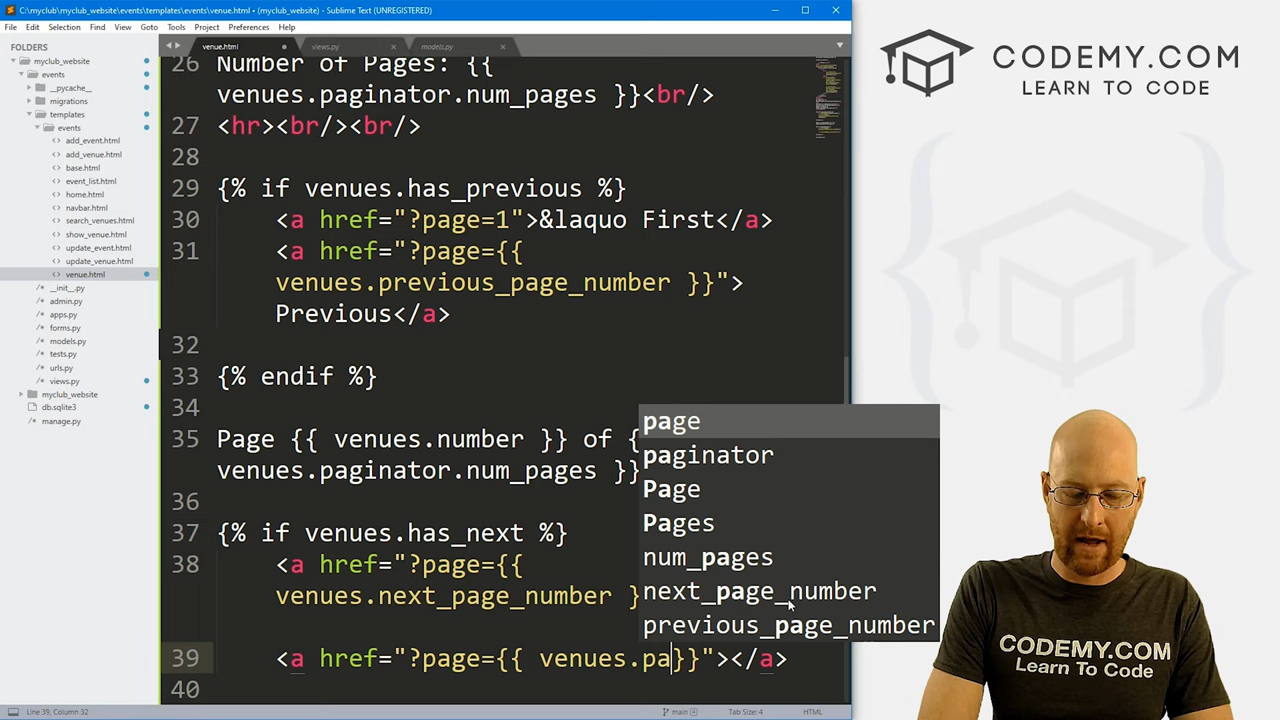 C:\myclub\myclub_website\events\templates\events\venue.html • (myclub_website) - Sublime Text (UNREGISTERED)
File Edit Selection Find View Goto Tools Project Preferences Help
FOLDERS
myclub_website
events
__pycache__
migrations
templates
events
add_event.html
add_venue.html
base.html
event_list.html
home.html
navbar.html
search_venues.html
show_venue.html
update_event.html
update_venue.html
venue.html
__init__.py
admin.py
apps.py
forms.py
models.py
tests.py
urls.py
views.py
myclub_website
db.sqlite3
manage.py
venue.html views.py models.py
26 Number of Pages: {{
venues.paginator.num_pages }}<br/>
27 <hr><br/><br/>
28
29 {% if venues.has_previous %}
30 <a href="?page=1">&laquo First</a>
31 <a href="?page={{
venues.previous_page_number }}">
Previous</a>
32
33 {% endif %}
34
35 Page {{ venues.number }} of {
venues.paginator.num_pages }}
36
37 {% if venues.has_next %}
38 <a href="?page={{
venues.next_page_number }
39 <a href="?page={{ venues.pa}}"></a>
40
page
paginator
Page
Pages
num_pages
next_page_number
previous_page_number
Line 39, Column 32
main 4
Tab Size: 4
HTML
CODEMY.COM
LEARN TO CODE
CODEMY.COM
Learn To Code